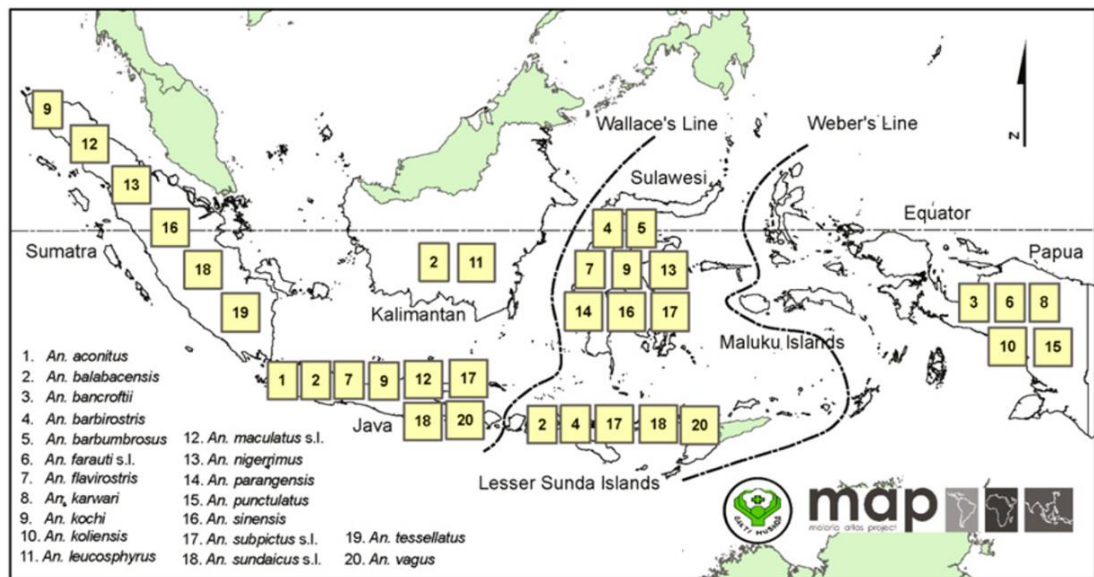 Wallace's Line
Weber's Line
N
Sulawesi
Equator
Papua
Sumatra
Kalimantan
Maluku Islands
Java
Lesser Sunda Islands
9
12
13
16
18
19
2 11
4 5
7 9 13
14 16 17
3 6 8
10 15
1 2 7 9 12 17
18 20
2 4 17 18 20
1. An. aconitus
2. An. balabacensis
3. An. bancroftii
4. An. barbirostris
5. An. barbumbrosus
6. An. farauti s.l.
7. An. flavirostris
8. An. karwari
9. An. kochi
10. An. koliensis
11. An. leucosphyrus
12. An. maculatus s.l.
13. An. nigerrimus
14. An. parangensis
15. An. punctulatus
16. An. sinensis
17. An. subpictus s.l.
18. An. sundaicus s.l.
19. An. tessellatus
20. An. vagus
map
malaria atlas project